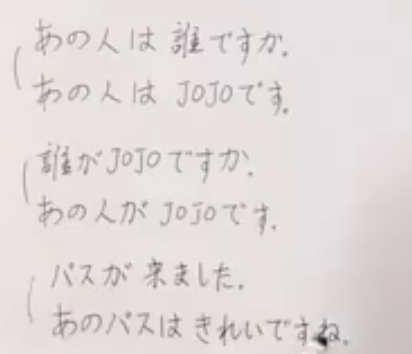 あの人は誰ですか.
あの人は JOJOです.
誰がJOJOですか.
あの人が JOJOです.
バスが来ました.
あのバスは きれいですね.